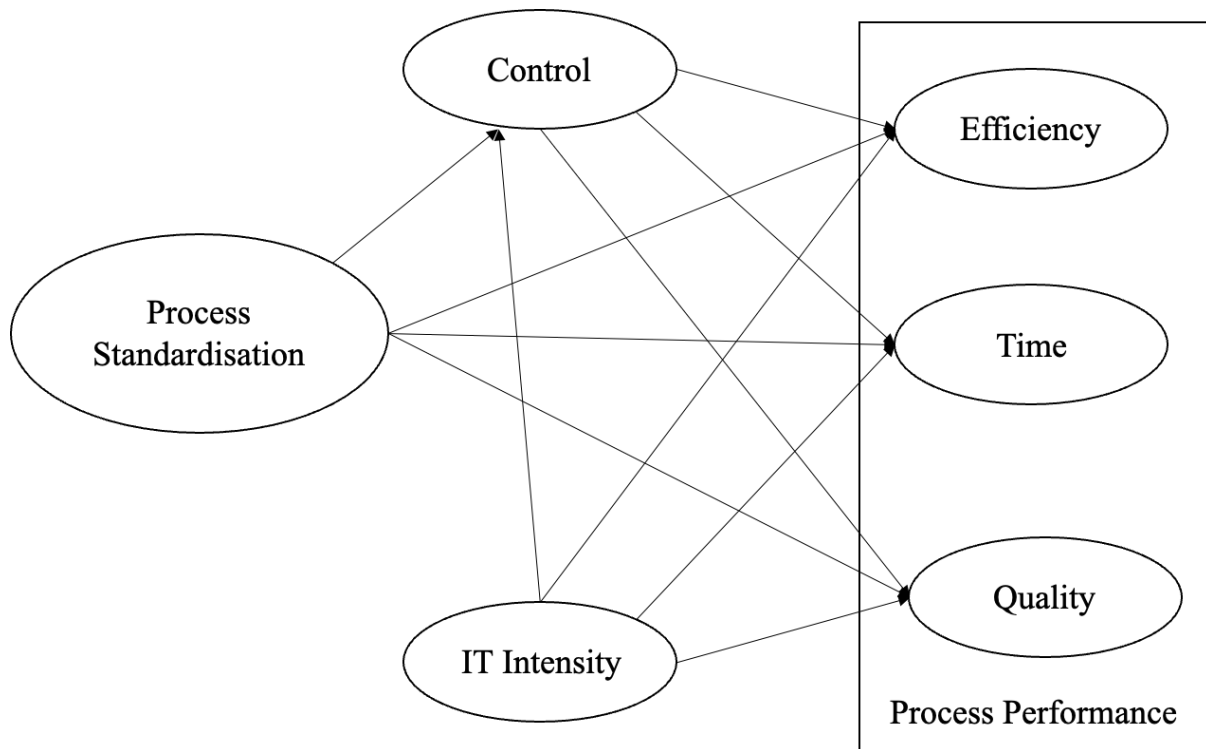 Control
Efficiency
Process
Standardisation
Time
Quality
IT Intensity
Process Performance